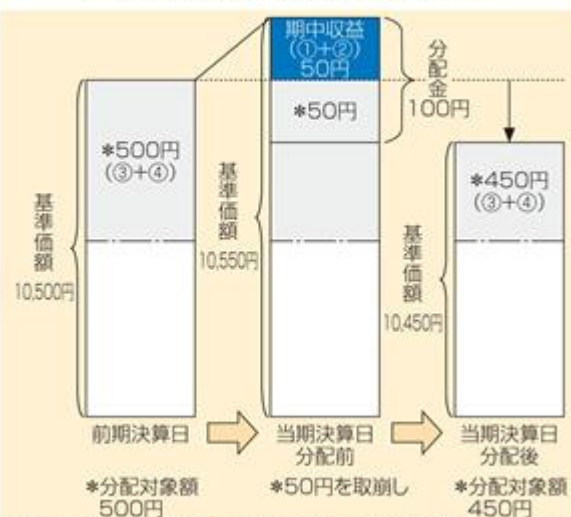 期中収益
(①+②)
50円
分配金
100円
*50円
*500円
(③+④)
*450円
(③+④)
基準価額
10,500円
基準価額
10,550円
基準価額
10,450円
前期決算日
当期決算日
分配前
当期決算日
分配後
*分配対象額
500円
*50円を取崩し
*分配対象額
450円